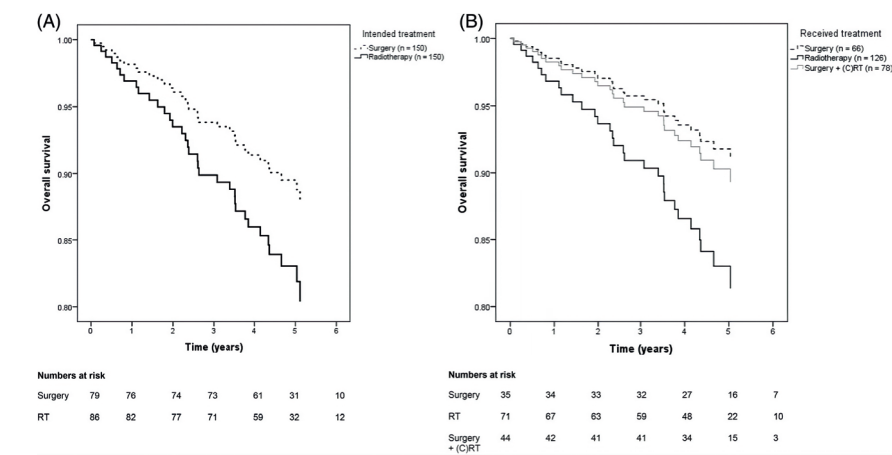 (A)
Intended treatment
Surgery (n = 150)
Radiotherapy (n = 150)
1.00
0.95
0.90
0.85
0.80
Overall survival
0 1 2 3 4 5 6
Time (years)
Numbers at risk
Surgery 79 76 74 73 61 31 10
RT 86 82 77 71 59 32 12
(B)
Received treatment
Surgery (n = 66)
Radiotherapy (n = 126)
Surgery + (C)RT (n = 78)
1.00
0.95
0.90
0.85
0.80
Overall survival
0 1 2 3 4 5 6
Time (years)
Numbers at risk
Surgery 35 34 33 32 27 16 7
RT 71 67 63 59 48 22 10
Surgery
+ (C)RT 44 42 41 41 34 15 3